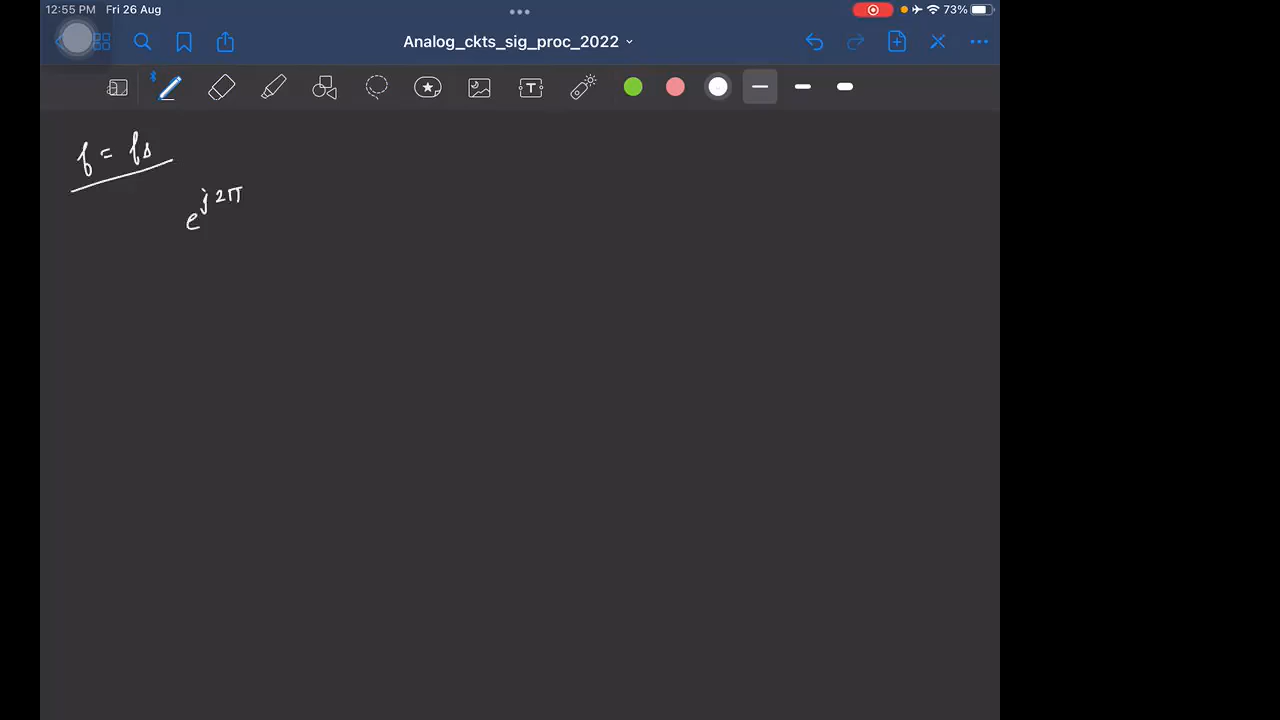 12:55 PM Fri 26 Aug
73%
Analog_ckts_sig_proc_2022
T
f = fs
e^{j2π}